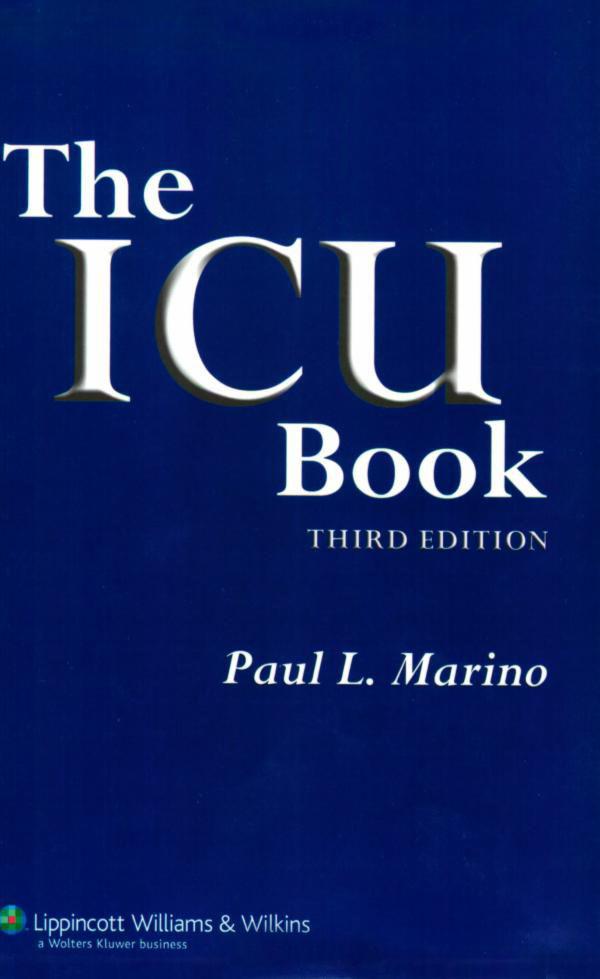 The
ICU
Book
THIRD EDITION
Paul L. Marino
Lippincott Williams & Wilkins
a Wolters Kluwer business